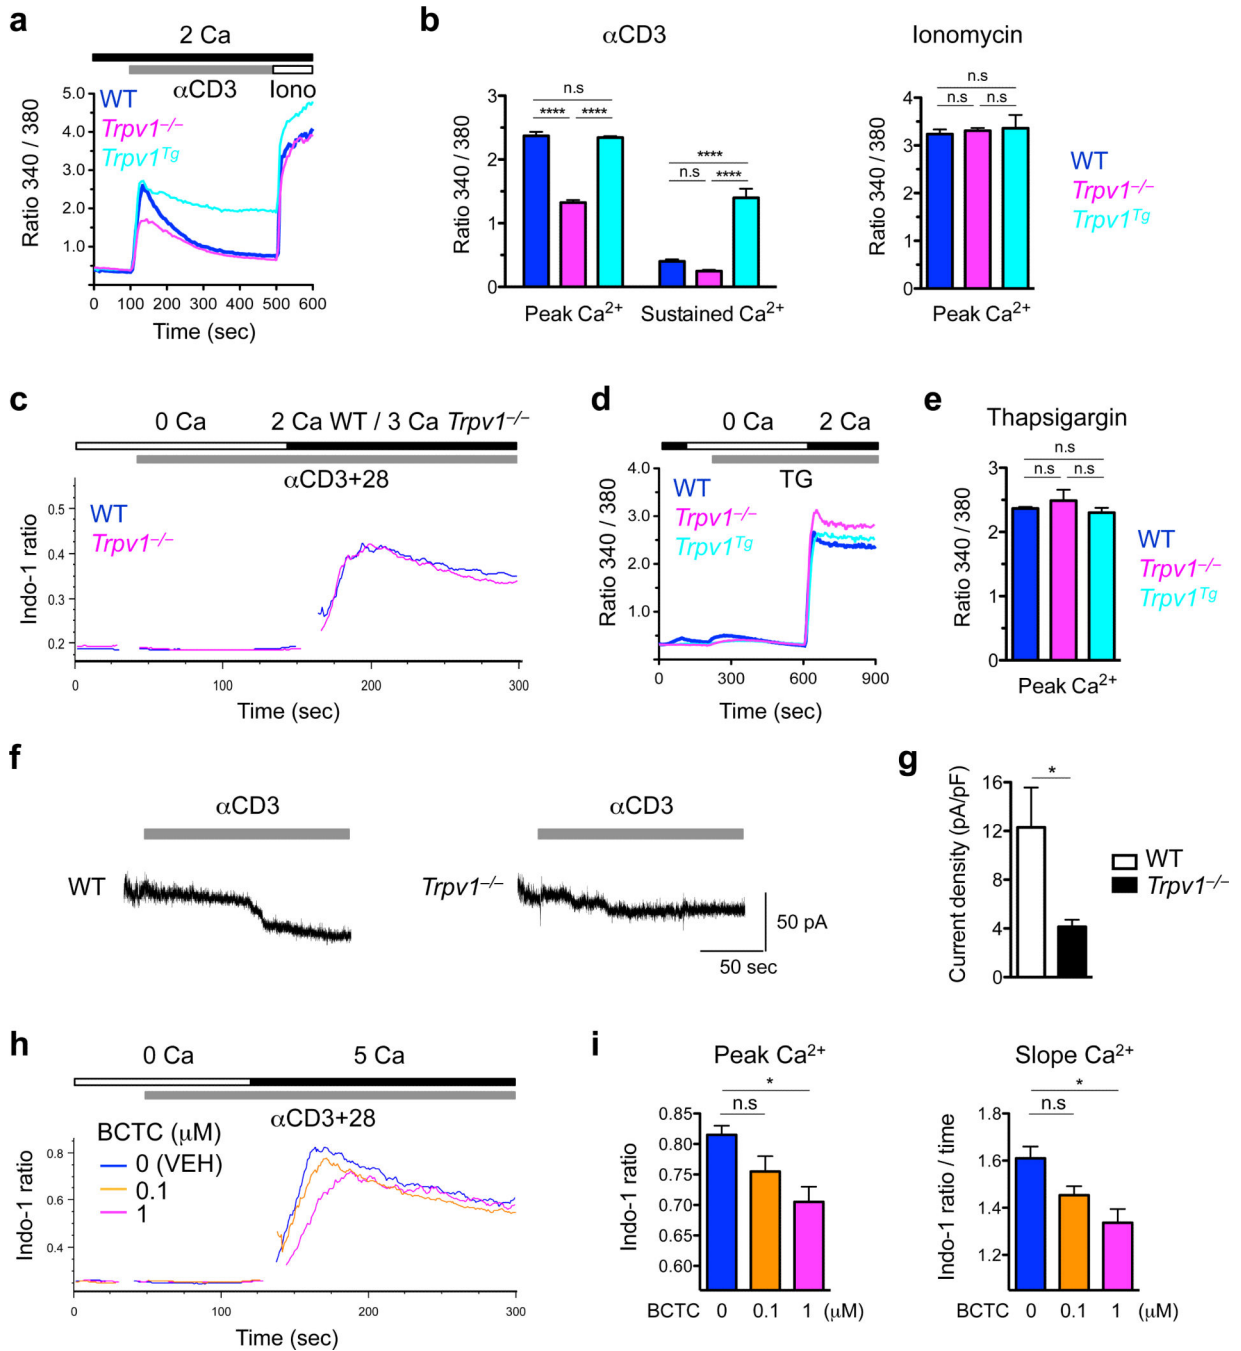 a
2 Ca
αCD3 Iono
WT
Trpv1–/–
Trpv1Tg
Ratio 340 / 380
5.0
4.0
3.0
2.0
1.0
0 100 200 300 400 500 600
Time (sec)
b
αCD3
n.s
**** ****
****
n.s ****
Ratio 340 / 380
3
2
1
0
Peak Ca2+ Sustained Ca2+
Ionomycin
n.s
n.s n.s
Ratio 340 / 380
4
3
2
1
0
Peak Ca2+
WT
Trpv1–/–
Trpv1Tg
c
0 Ca 2 Ca WT / 3 Ca Trpv1–/–
αCD3+28
WT
Trpv1–/–
Indo-1 ratio
0.5
0.4
0.3
0.2
0 100 200 300
Time (sec)
d
0 Ca 2 Ca
TG
WT
Trpv1–/–
Trpv1Tg
Ratio 340 / 380
4.0
3.0
2.0
1.0
0 300 600 900
Time (sec)
e
Thapsigargin
n.s
n.s n.s
Ratio 340 / 380
3
2
1
0
Peak Ca2+
WT
Trpv1–/–
Trpv1Tg
f
αCD3
WT
αCD3
Trpv1–/–
50 pA
50 sec
g
*
Current density (pA/pF)
16
12
8
4
0
WT
Trpv1–/–
h
0 Ca 5 Ca
αCD3+28
BCTC (μM)
0 (VEH)
0.1
1
Indo-1 ratio
0.8
0.6
0.4
0 100 200 300
Time (sec)
i
Peak Ca2+
*
n.s
Indo-1 ratio
0.85
0.80
0.75
0.70
0.65
0.60
BCTC 0 0.1 1 (μM)
Slope Ca2+
*
n.s
Indo-1 ratio / time
1.8
1.6
1.4
1.2
BCTC 0 0.1 1 (μM)